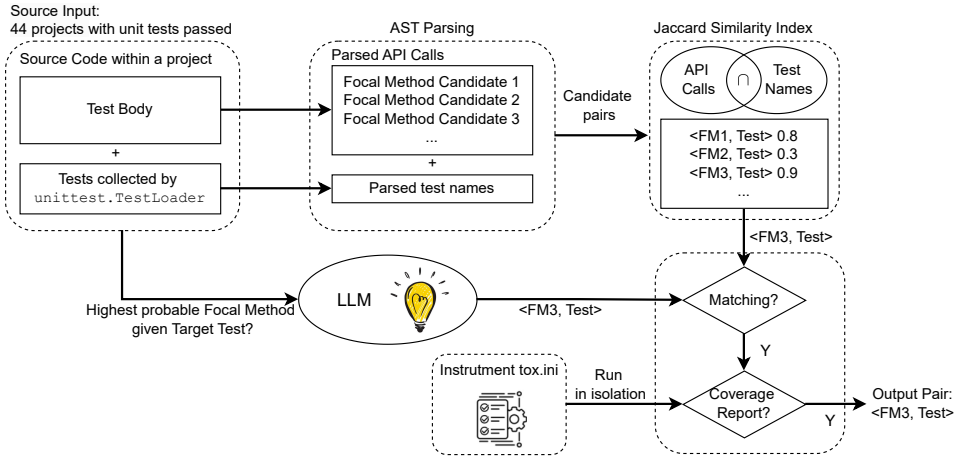 Source Input:
44 projects with unit tests passed
Source Code within a project
Test Body
+
Tests collected by
unittest.TestLoader
AST Parsing
Parsed API Calls
Focal Method Candidate 1
Focal Method Candidate 2
Focal Method Candidate 3
...
+
Parsed test names
Candidate
pairs
Jaccard Similarity Index
API
Calls
∩
Test
Names
<FM1, Test> 0.8
<FM2, Test> 0.3
<FM3, Test> 0.9
...
<FM3, Test>
Highest probable Focal Method
given Target Test?
LLM
<FM3, Test>
Matching?
Y
Instrutment tox.ini
Run
in isolation
Coverage
Report?
Y
Output Pair:
<FM3, Test>